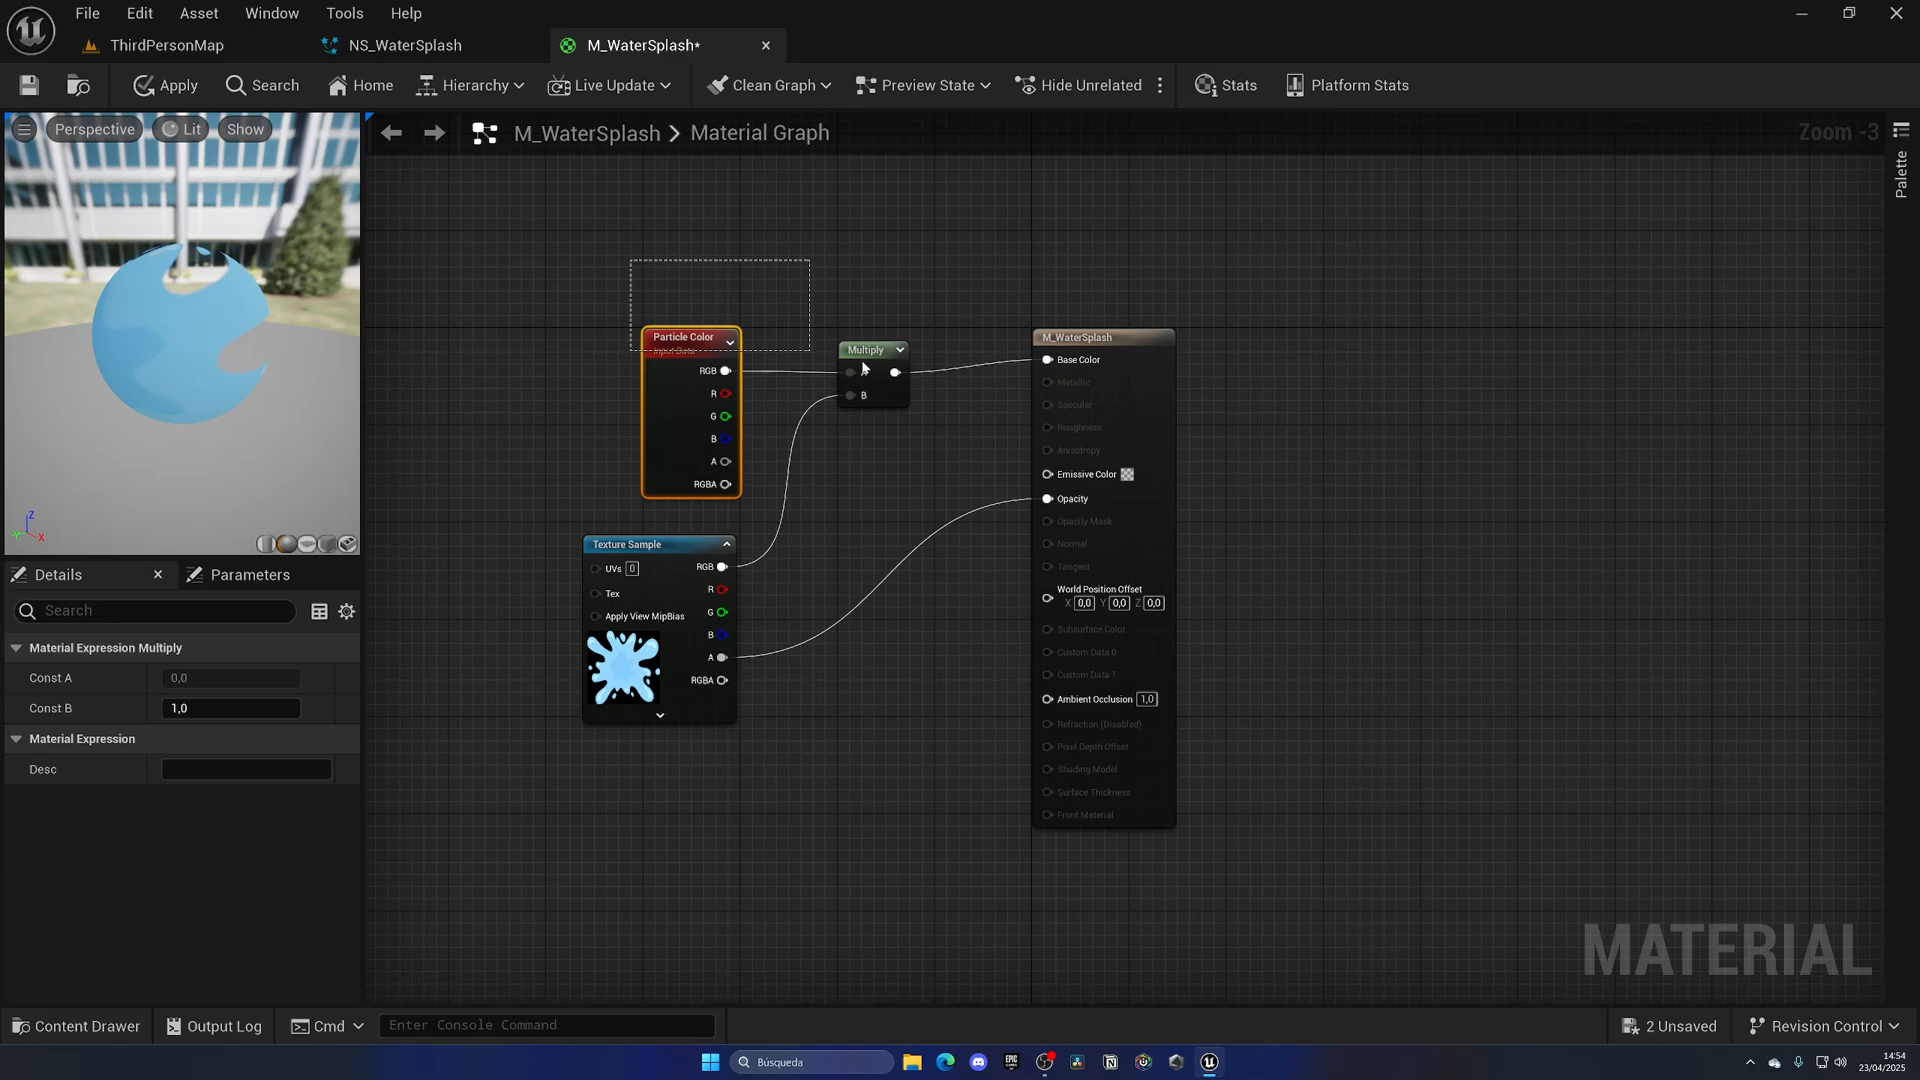 File Edit Asset Window Tools Help
ThirdPersonMap NS_WaterSplash M_WaterSplash*
Apply Search Home Hierarchy Live Update Clean Graph Preview State Hide Unrelated Stats Platform Stats
Perspective Lit Show
M_WaterSplash Material Graph
Zoom -3
Palette
Particle Color
Input Data
RGB
R
G
B
A
RGBA
Multiply
A
B
Texture Sample
UVs 0 RGB
R
Tex
G
Apply View MipBias
B
A
RGBA
M_WaterSplash
Base Color
Metallic
Specular
Roughness
Anisotropy
Emissive Color
Opacity
Opacity Mask
Normal
Tangent
World Position Offset
X 0,0 Y 0,0 Z 0,0
Subsurface Color
Custom Data 0
Custom Data 1
Ambient Occlusion 1,0
Refraction (Disabled)
Pixel Depth Offset
Shading Model
Surface Thickness
Front Material
Z
X
Details Parameters
Search
Material Expression Multiply
Const A 0,0
Const B 1,0
Material Expression
Desc
MATERIAL
Content Drawer Output Log Cmd Enter Console Command 2 Unsaved Revision Control
Búsqueda
EPIC
14:54
23/04/2025